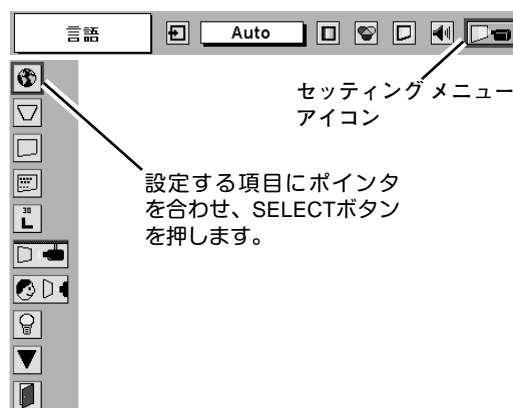 言語
Auto
セッティング メニュー
アイコン
設定する項目にポインタ
を合わせ、SELECTボタン
を押します。
30
L